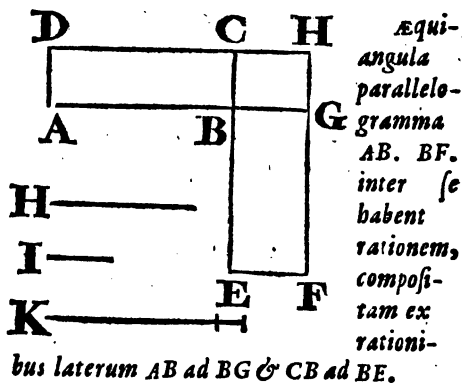 D C H
A B G
H
I
K
E F
Æqui-
angula
parallelo-
gramma
AB. BF.
inter ſe
habent
rationem,
compoſi-
tam ex
rationi-
bus laterum AB ad BG & CB ad BE.